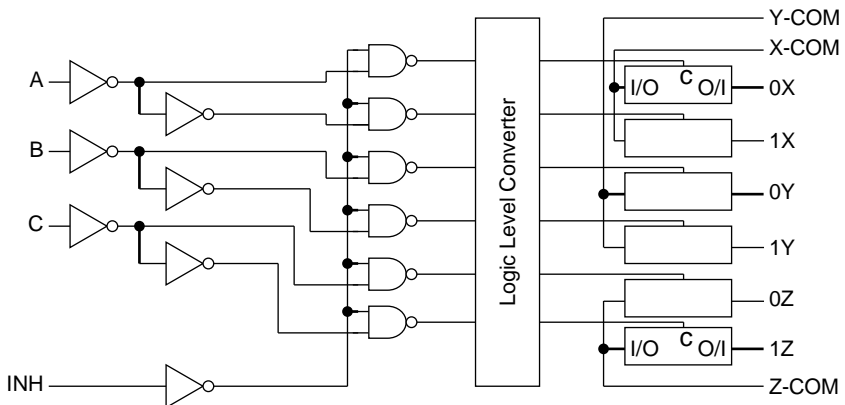 Y-COM
X-COM
A
I/O
C
O/I
0X
1X
B
0Y
C
1Y
0Z
I/O
C
O/I
1Z
INH
Z-COM
Logic Level Converter